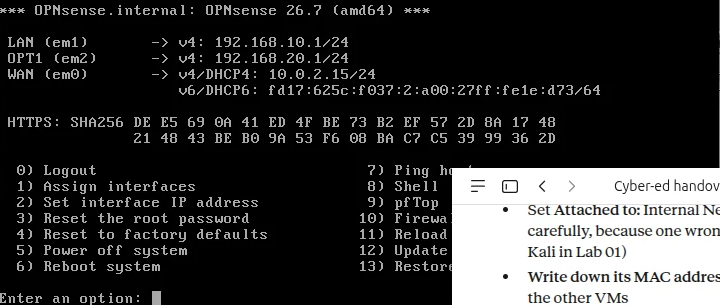 *** OPNsense.internal: OPNsense 26.7 (amd64) ***
LAN (em1) -> v4: 192.168.10.1/24
OPT1 (em2) -> v4: 192.168.20.1/24
WAN (em0) -> v4/DHCP4: 10.0.2.15/24
v6/DHCP6: fd17:625c:f037:2:a00:27ff:fe1e:d73/64
HTTPS: SHA256 DE E5 69 0A 41 ED 4F BE 73 B2 EF 57 2D 8A 17 48
21 48 43 BE B0 9A 53 F6 08 BA C7 C5 39 99 36 2D
0) Logout 7) Ping
1) Assign interfaces 8) Shell
2) Set interface IP address 9) pfTop
3) Reset the root password 10)
4) Reset to factory defaults 11) Reload
5) Power off system 12) Update
6) Reboot system 13)
Enter an option:
Cyber-ed handov
• Set Attached to: Internal Ne
carefully, because one wron
Kali in Lab 01)
• Write down its MAC addres
the other VMs